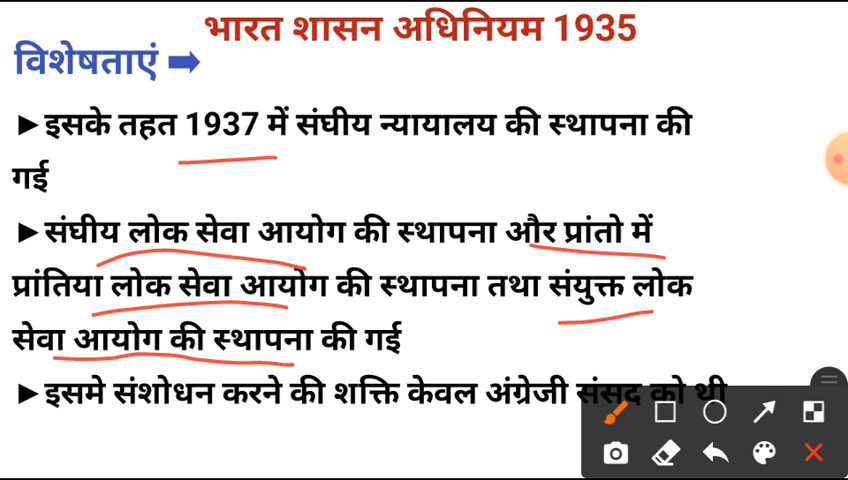 भारत शासन अधिनियम 1935
विशेषताएं ➡
►इसके तहत 1937 में संघीय न्यायालय की स्थापना की
गई
►संघीय लोक सेवा आयोग की स्थापना और प्रांतो में
प्रांतिया लोक सेवा आयोग की स्थापना तथा संयुक्त लोक
सेवा आयोग की स्थापना की गई
►इसमे संशोधन करने की शक्ति केवल अंग्रेजी संसद को थी